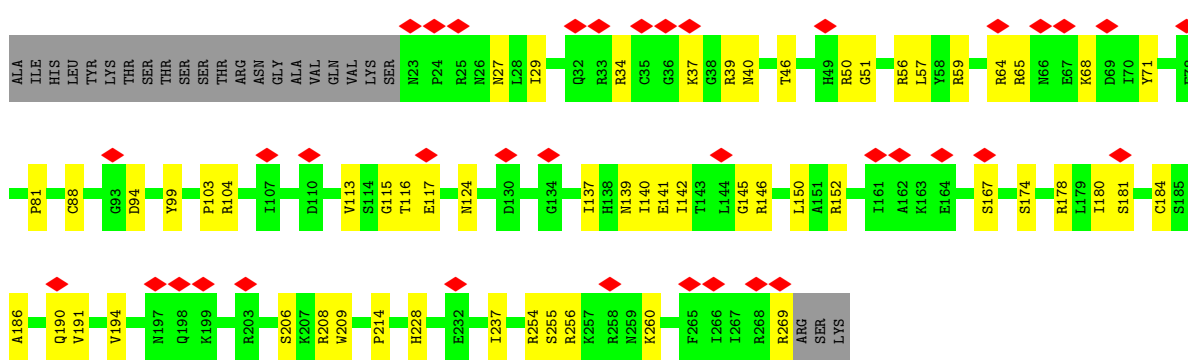 ALA ILE HIS LEU TYR LYS THR SER THR SER SER THR ARG ASN GLY ALA VAL GLN VAL LYS SER N23 P24 R25 N26 N27 L28 I29 Q32 R33 R34 C35 G36 K37 G38 R39 N40 T46 H49 R50 G51 R56 L57 Y58 R59 R64 R65 N66 E67 K68 D69 I70 Y71
P81 C88 G93 D94 Y99 P103 R104 I107 D110 V113 S114 G115 T116 E117 N124 D130 G134 I137 H138 N139 I140 E141 I142 T143 L144 G145 R146 L150 A151 R152 I161 A162 K163 E164 S167 S174 R178 L179 I180 S181 C184 S185
A186 Q190 V191 V194 N197 Q198 K199 R203 S206 K207 R208 W209 P214 H228 E232 I237 R254 S255 R256 K257 R258 N259 K260 F265 I266 I267 R268 R269 ARG SER LYS